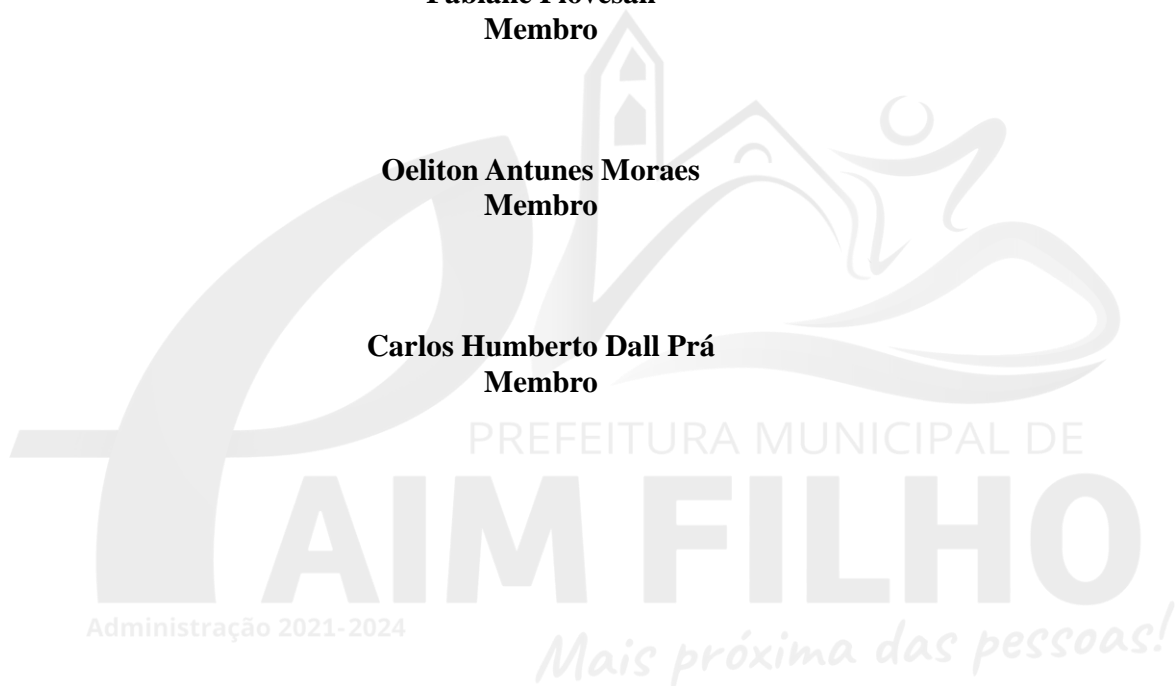 Membro
Oeliton Antunes Moraes
Membro
Carlos Humberto Dall Prá
Membro
PREFEITURA MUNICIPAL DE
PAIM FILHO
Administração 2021-2024
Mais próxima das pessoas!